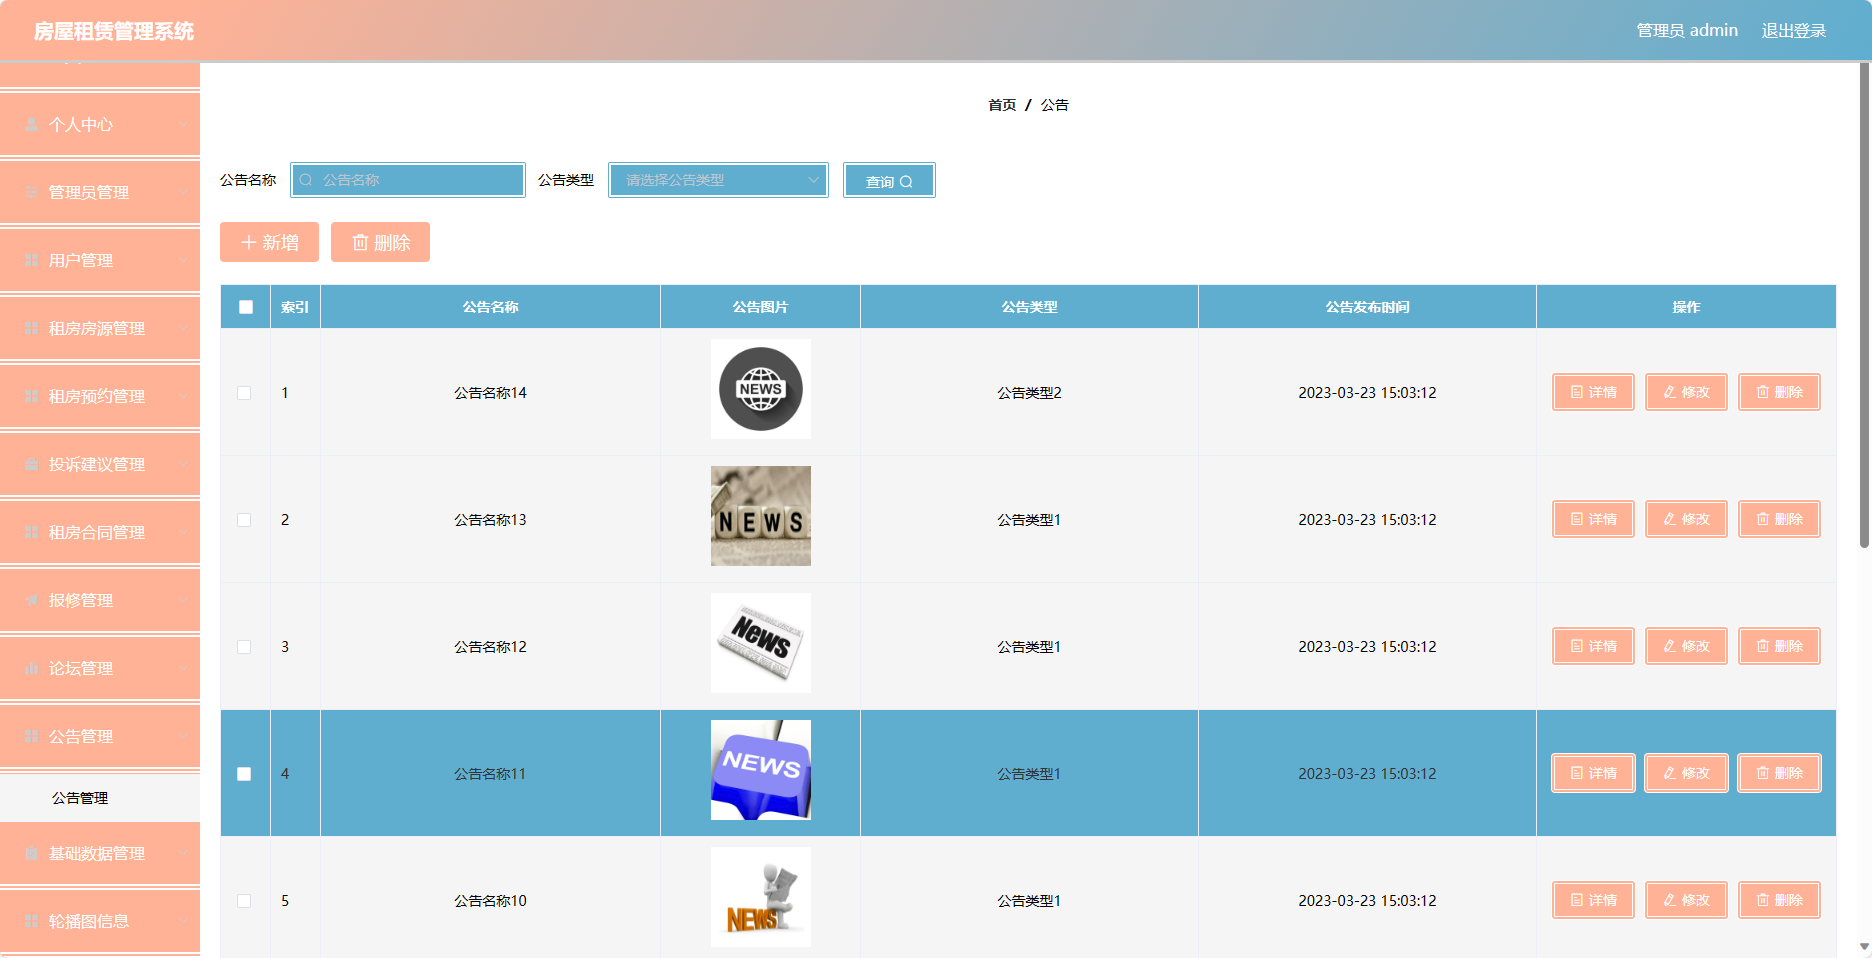 房屋租赁管理系统
管理员 admin 退出登录
个人中心
管理员管理
用户管理
租房房源管理
租房预约管理
投诉建议管理
租房合同管理
报修管理
论坛管理
公告管理
公告管理
基础数据管理
轮播图信息
首页 / 公告
公告名称 公告名称 公告类型 请选择公告类型 查询
新增 删除
索引 公告名称 公告图片 公告类型 公告发布时间 操作
1 公告名称14 NEWS 公告类型2 2023-03-23 15:03:12 详情 修改 删除
2 公告名称13 NEWS 公告类型1 2023-03-23 15:03:12 详情 修改 删除
3 公告名称12 News 公告类型1 2023-03-23 15:03:12 详情 修改 删除
4 公告名称11 NEWS 公告类型1 2023-03-23 15:03:12 详情 修改 删除
5 公告名称10 NEWS 公告类型1 2023-03-23 15:03:12 详情 修改 删除